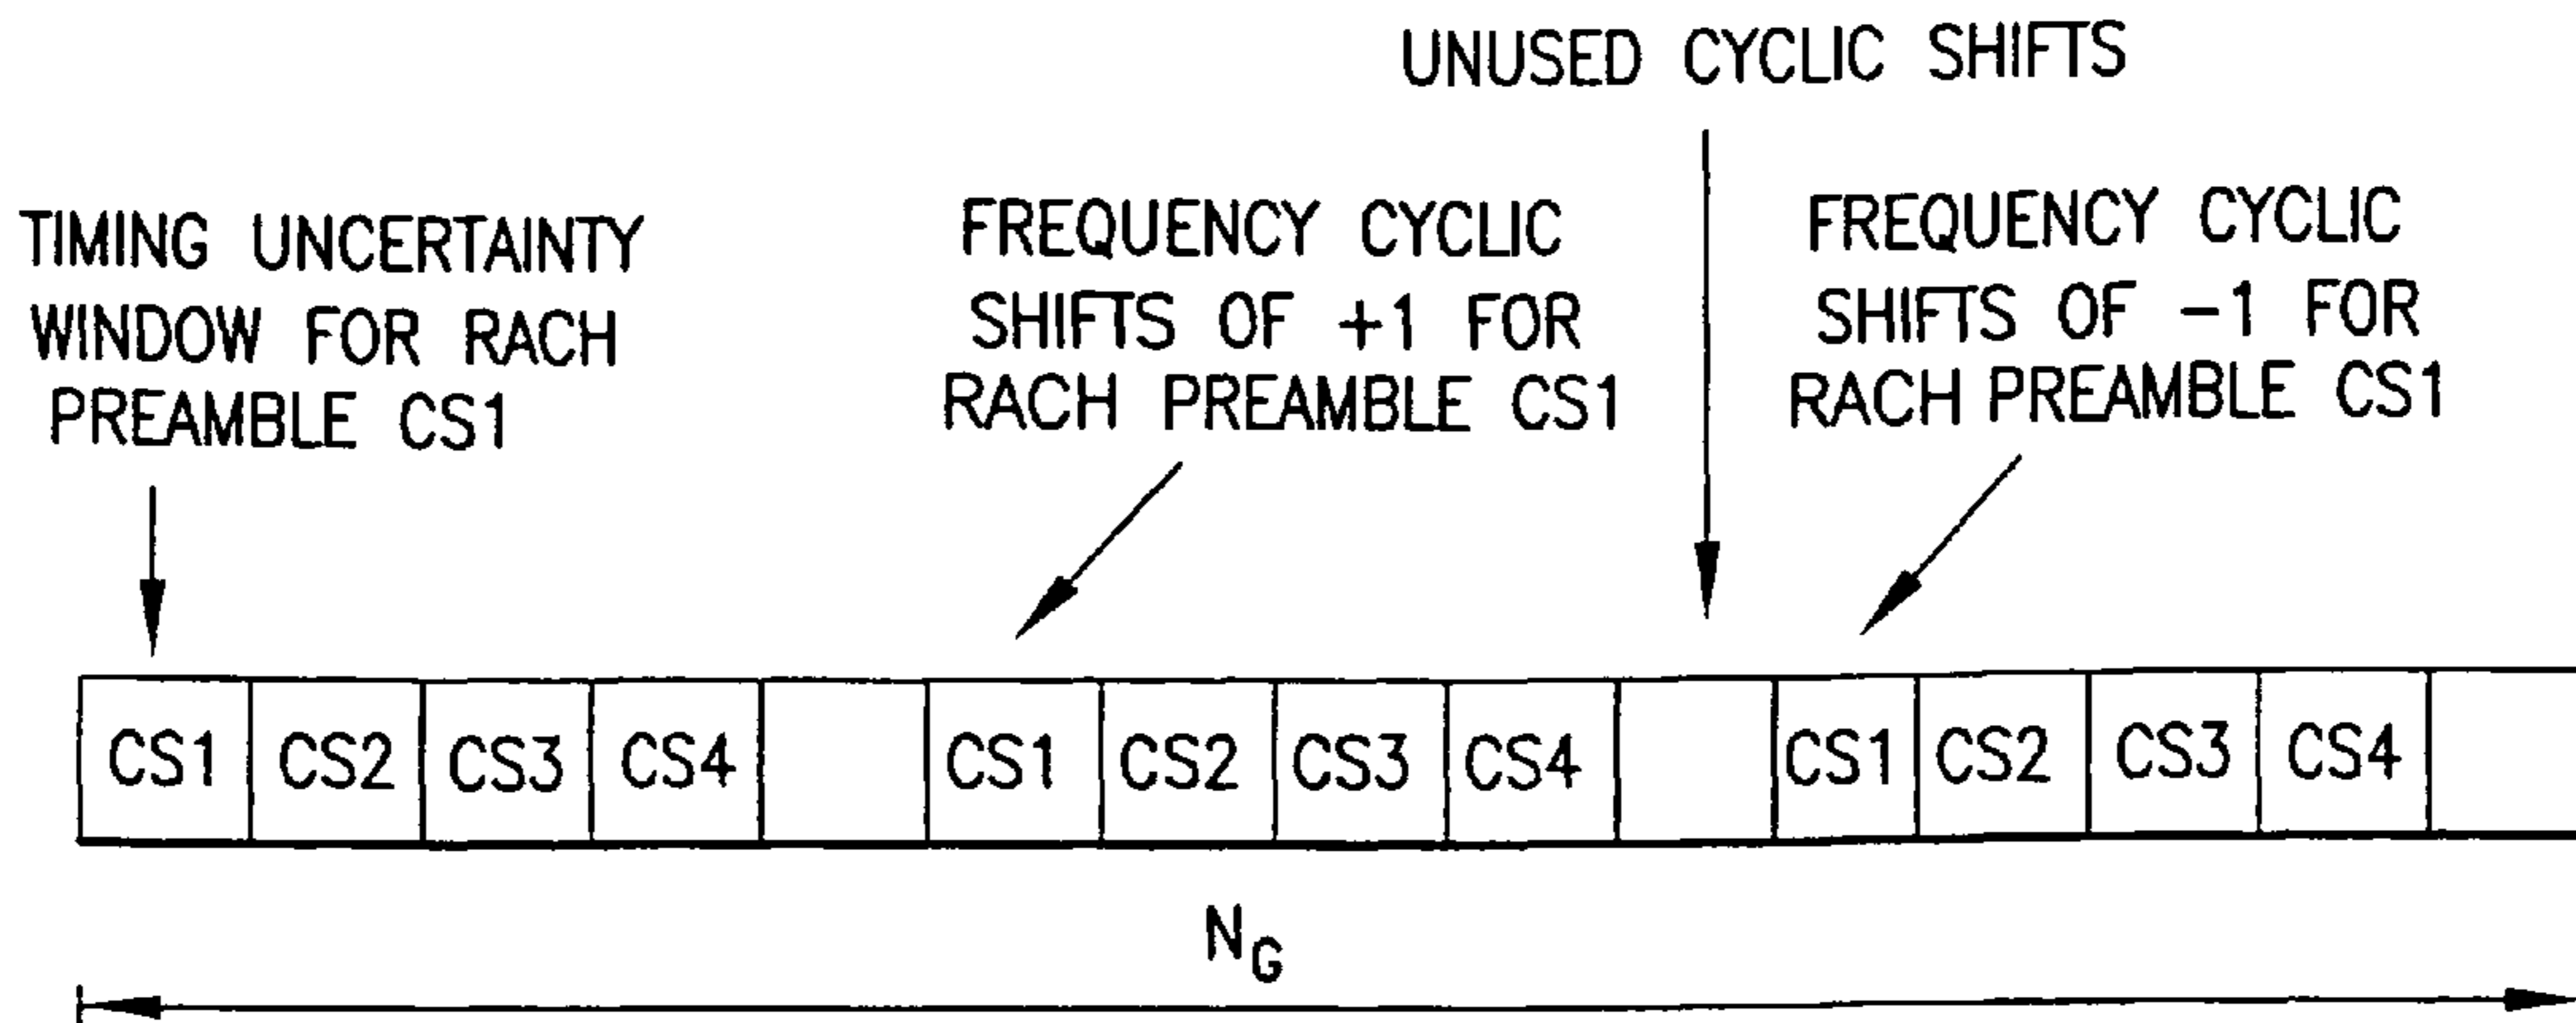 UNUSED CYCLIC SHIFTS
TIMING UNCERTAINTY
WINDOW FOR RACH
PREAMBLE CS1
FREQUENCY CYCLIC
SHIFTS OF +1 FOR
RACH PREAMBLE CS1
FREQUENCY CYCLIC
SHIFTS OF -1 FOR
RACH PREAMBLE CS1
CS1 CS2 CS3 CS4 CS1 CS2 CS3 CS4 CS1 CS2 CS3 CS4
NG